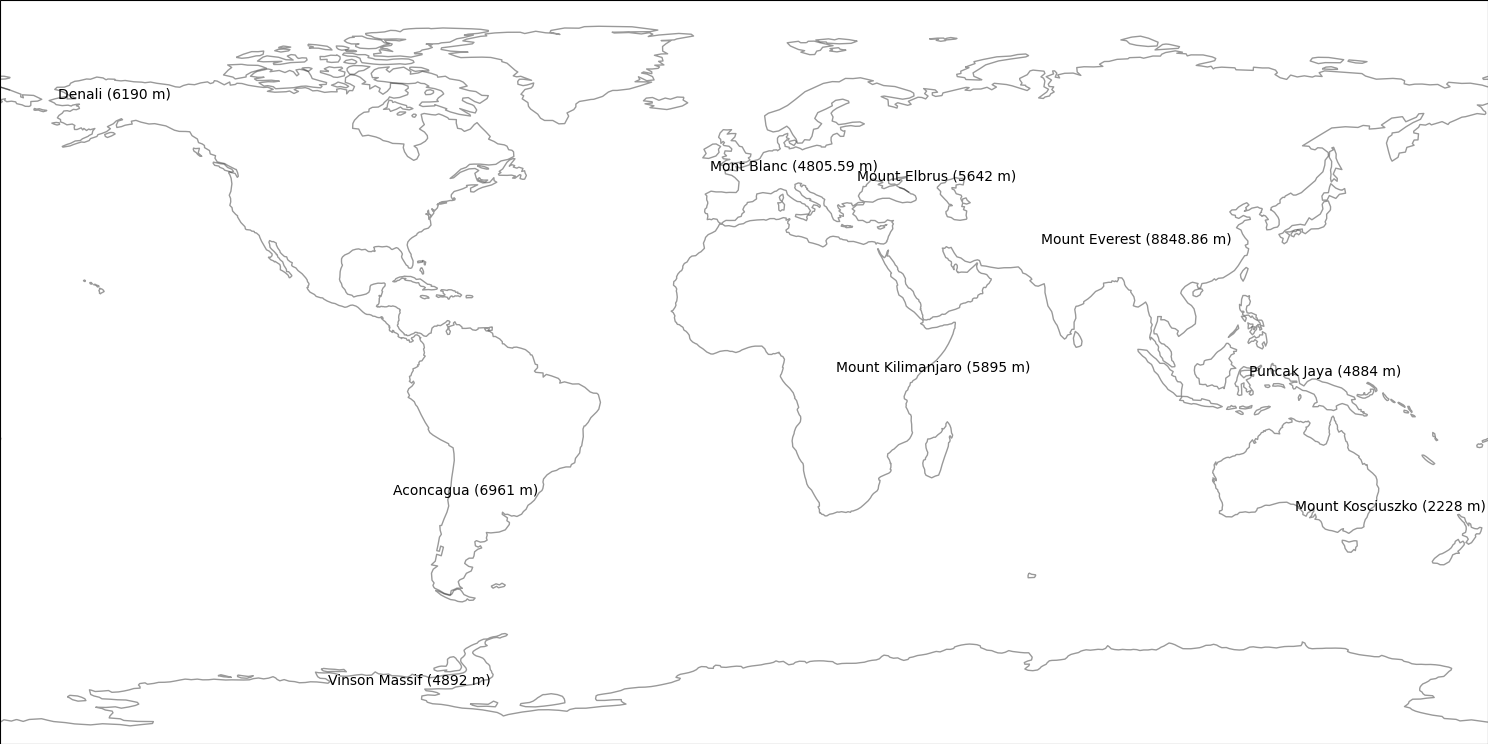 Denali (6190 m)
Mont Blanc (4805.59 m)
Mount Elbrus (5642 m)
Mount Everest (8848.86 m)
Mount Kilimanjaro (5895 m)
Puncak Jaya (4884 m)
Aconcagua (6961 m)
Mount Kosciuszko (2228 m)
Vinson Massif (4892 m)